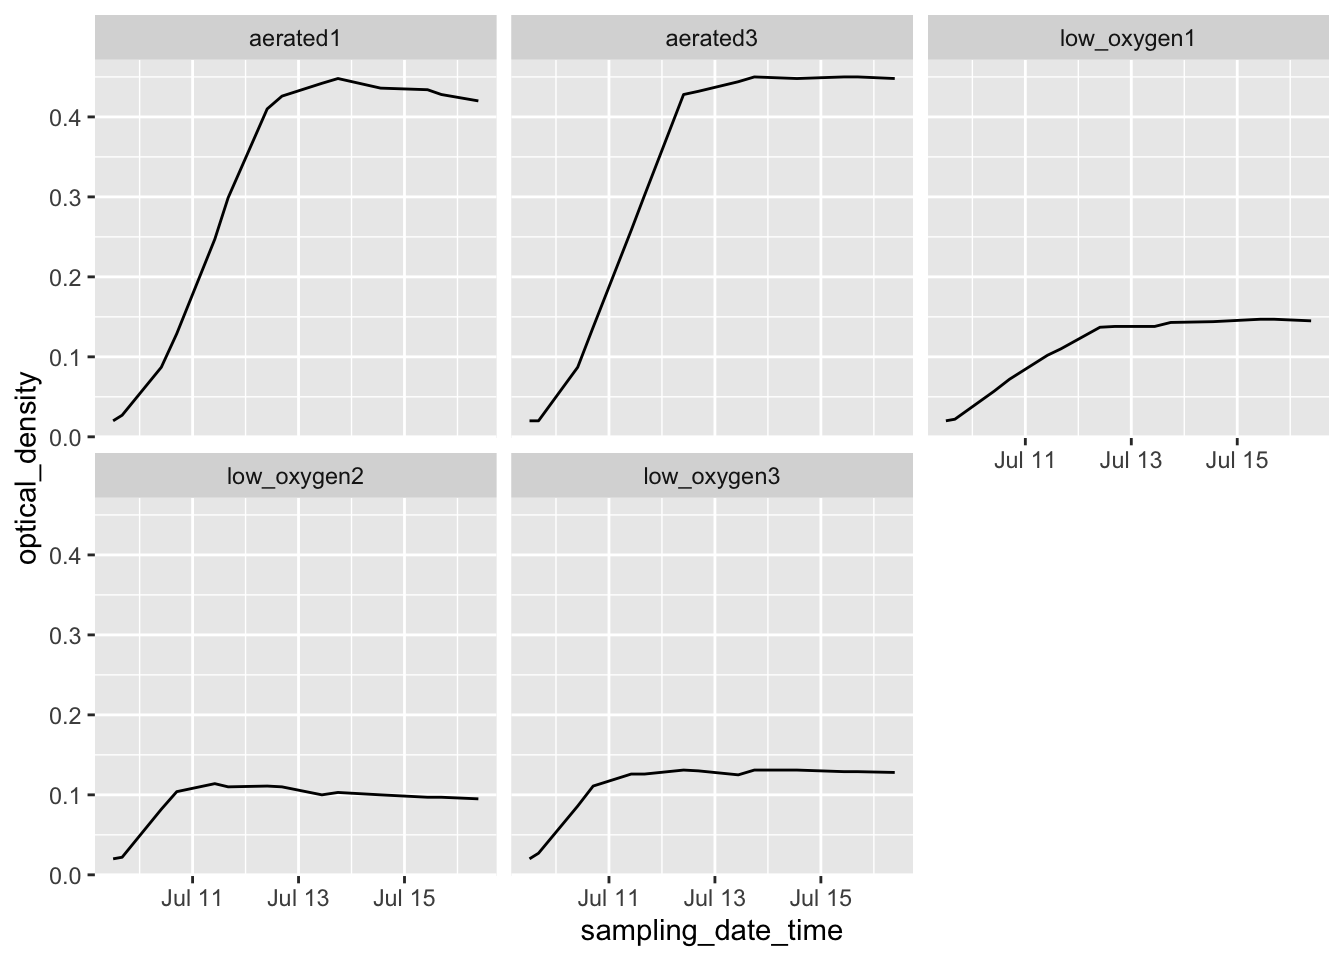 aerated1
aerated3
low_oxygen1
0.4
0.3
0.2
0.1
0.0
Jul 11 Jul 13 Jul 15
low_oxygen2
low_oxygen3
0.4
0.3
0.2
0.1
0.0
Jul 11 Jul 13 Jul 15
Jul 11 Jul 13 Jul 15
optical_density
sampling_date_time